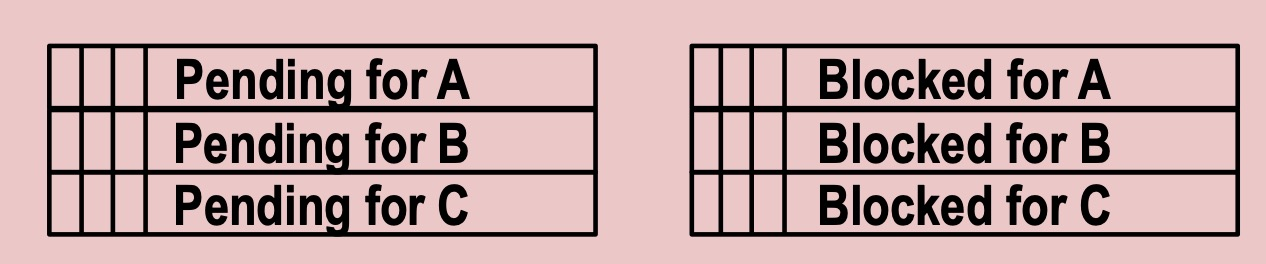 Pending for A
Pending for B
Pending for C
Blocked for A
Blocked for B
Blocked for C